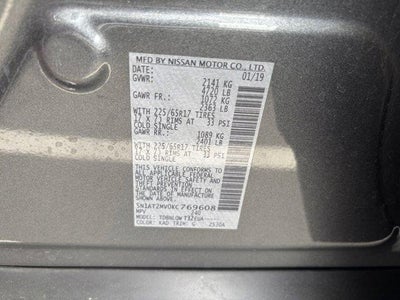 MFD BY NISSAN MOTOR CO., LTD.
DATE: 01/19
GVWR: 2141 KG
4720 LB
GAWR FR.: 1072 KG
2363 LB
WITH 225/65R17 TIRES
17 X 7J RIMS AT 33 PSI
COLD SINGLE
GAWR RR.: 1089 KG
2401 LB
WITH 225/65R17 TIRES
17 X 7J RIMS AT 33 PSI
COLD SINGLE
THIS VEHICLE CONFORMS TO ALL
APPLICABLE FEDERAL MOTOR
VEHICLE SAFETY, BUMPER, AND
THEFT PREVENTION
STANDARDS IN EFFECT ON THE
DATE OF MANUFACTURE
SHOWN ABOVE.
5N1AT2MV0KC769608
MPV
MODEL:
COLOR: KAD TRIM: G